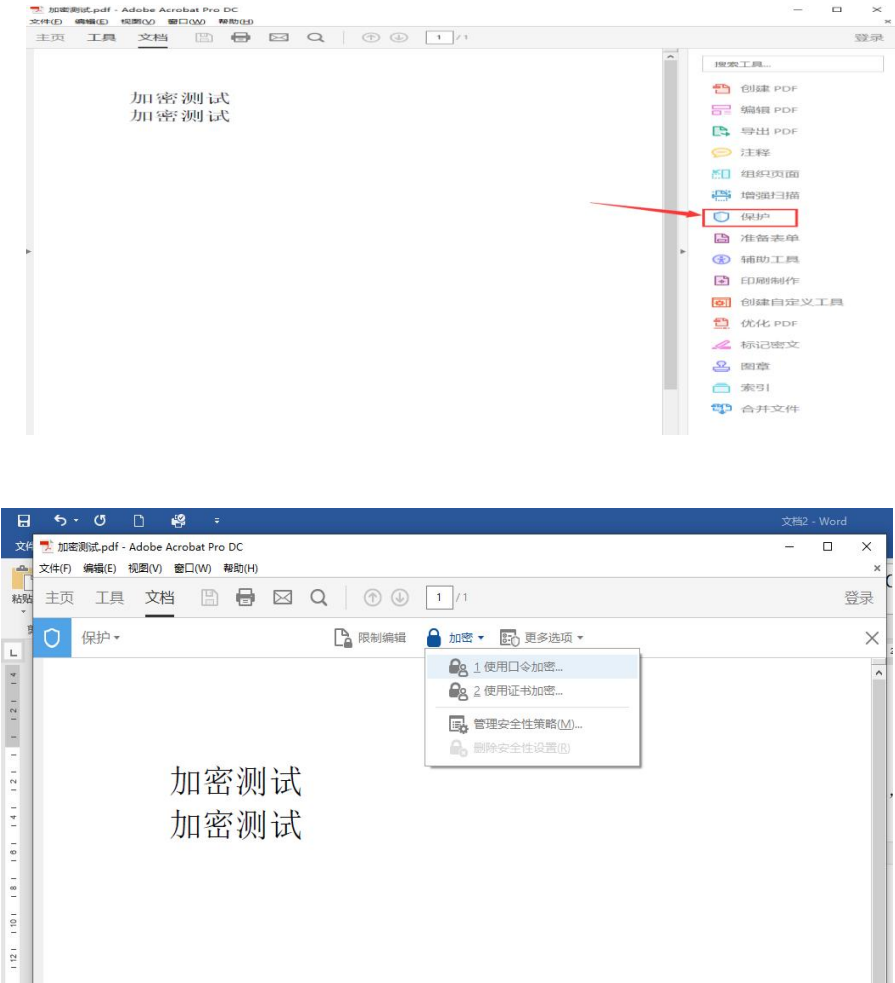 加密测试.pdf - Adobe Acrobat Pro DC
文件(F) 编辑(E) 视图(V) 窗口(W) 帮助(H)
主页 工具 文档 1 / 1 登录
搜索工具...
加密测试
加密测试
创建 PDF
编辑 PDF
导出 PDF
注释
组织页面
增强扫描
保护
准备表单
辅助工具
印刷制作
创建自定义工具
优化 PDF
标记密文
图章
索引
合并文件
文档2 - Word
文件
加密测试.pdf - Adobe Acrobat Pro DC
文件(F) 编辑(E) 视图(V) 窗口(W) 帮助(H)
粘贴
主页 工具 文档 1 / 1 登录
保护 限制编辑 加密 更多选项
1 使用口令加密...
2 使用证书加密...
管理安全性策略(M)...
删除安全性设置(R)
加密测试
加密测试